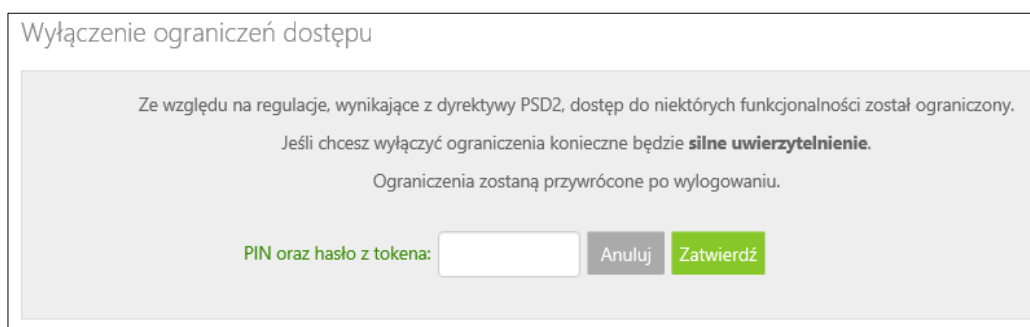 Wyłączenie ograniczeń dostępu
Ze względu na regulacje, wynikające z dyrektywy PSD2, dostęp do niektórych funkcjonalności został ograniczony.
Jeśli chcesz wyłączyć ograniczenia konieczne będzie silne uwierzytelnienie.
Ograniczenia zostaną przywrócone po wylogowaniu.
PIN oraz hasło z tokena: Anuluj Zatwierdź